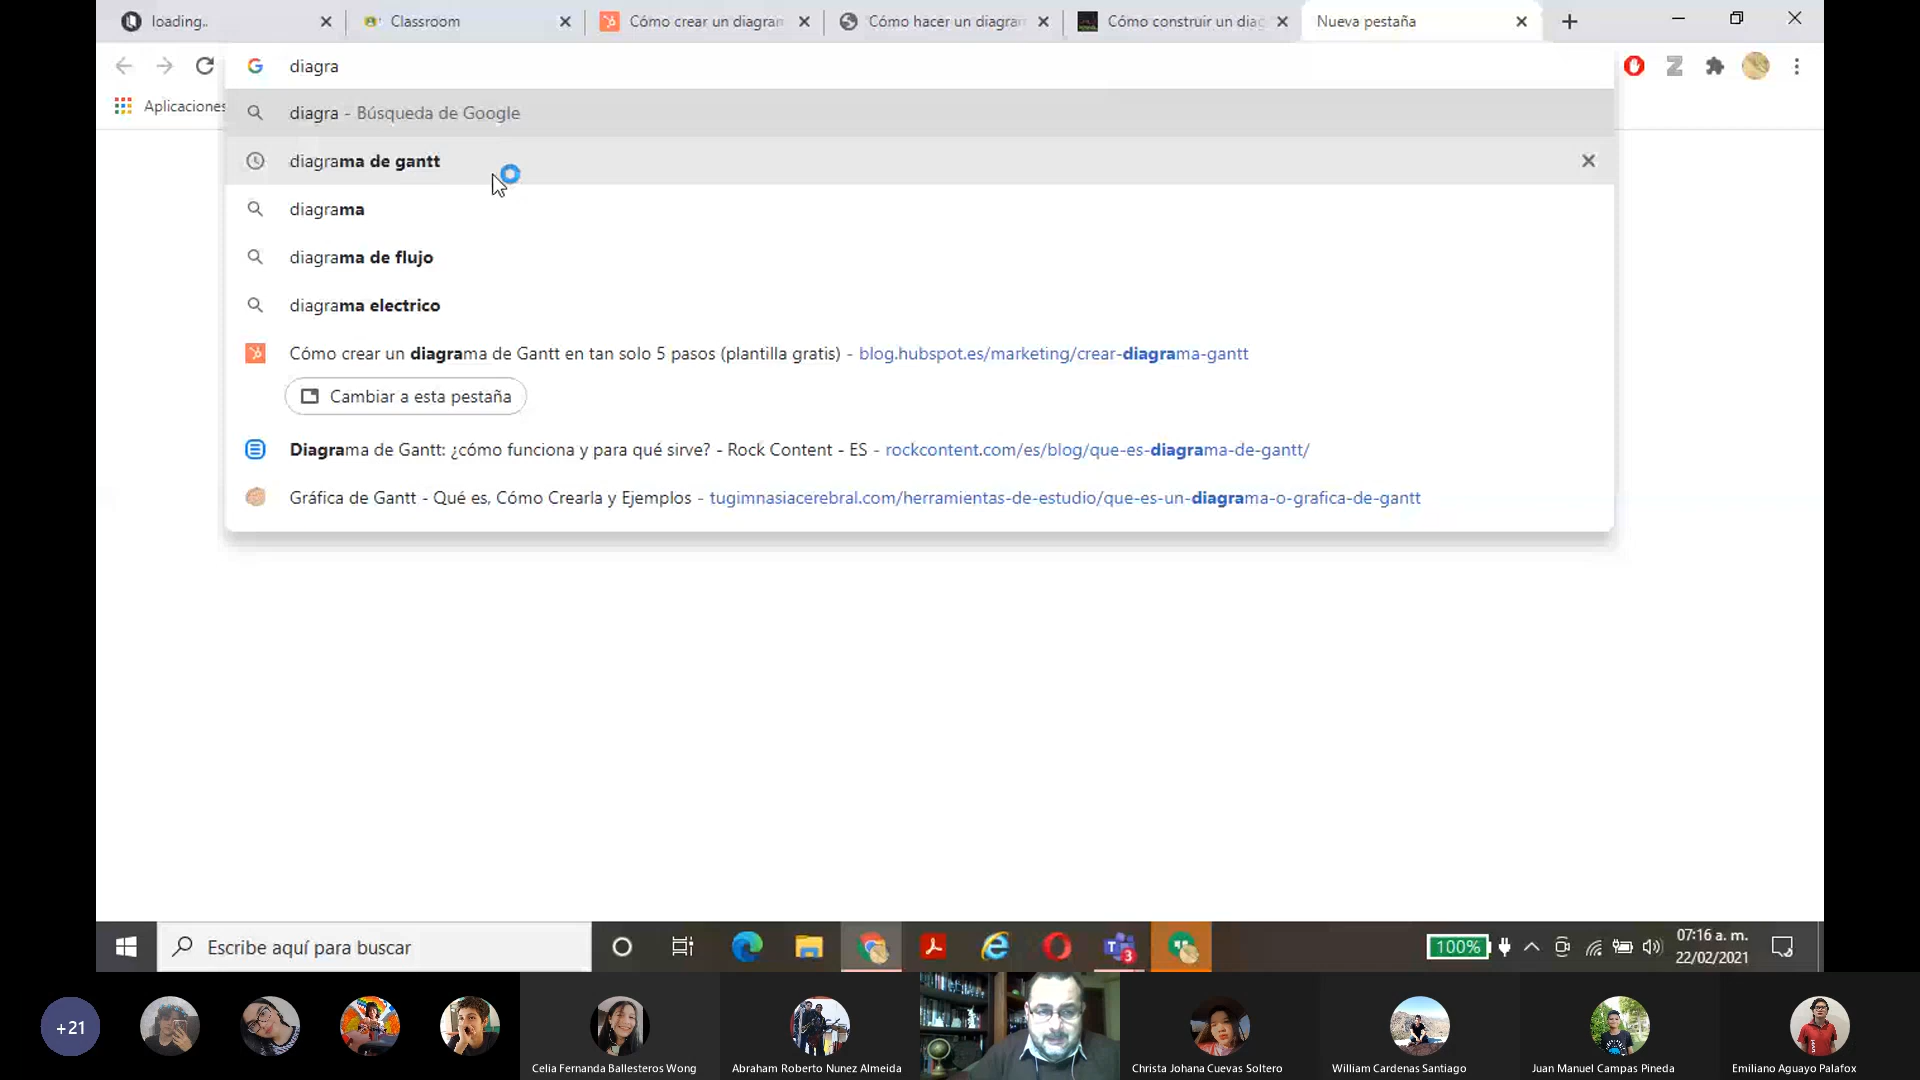 loading..
Classroom
Cómo crear un diagram
Cómo hacer un diagram
Cómo construir un diag
Nueva pestaña
diagra
Aplicaciones
diagra - Búsqueda de Google
diagrama de gantt
diagrama
diagrama de flujo
diagrama electrico
Cómo crear un diagrama de Gantt en tan solo 5 pasos (plantilla gratis) - blog.hubspot.es/marketing/crear-diagrama-gantt
Cambiar a esta pestaña
Diagrama de Gantt: ¿cómo funciona y para qué sirve? - Rock Content - ES - rockcontent.com/es/blog/que-es-diagrama-de-gantt/
Gráfica de Gantt - Qué es, Cómo Crearla y Ejemplos - tugimnasiacerebral.com/herramientas-de-estudio/que-es-un-diagrama-o-grafica-de-gantt
Escribe aquí para buscar
3
100%
07:16 a. m.
22/02/2021
+21
Celia Fernanda Ballesteros Wong
Abraham Roberto Nunez Almeida
Christa Johana Cuevas Soltero
William Cardenas Santiago
Juan Manuel Campas Pineda
Emiliano Aguayo Palafox